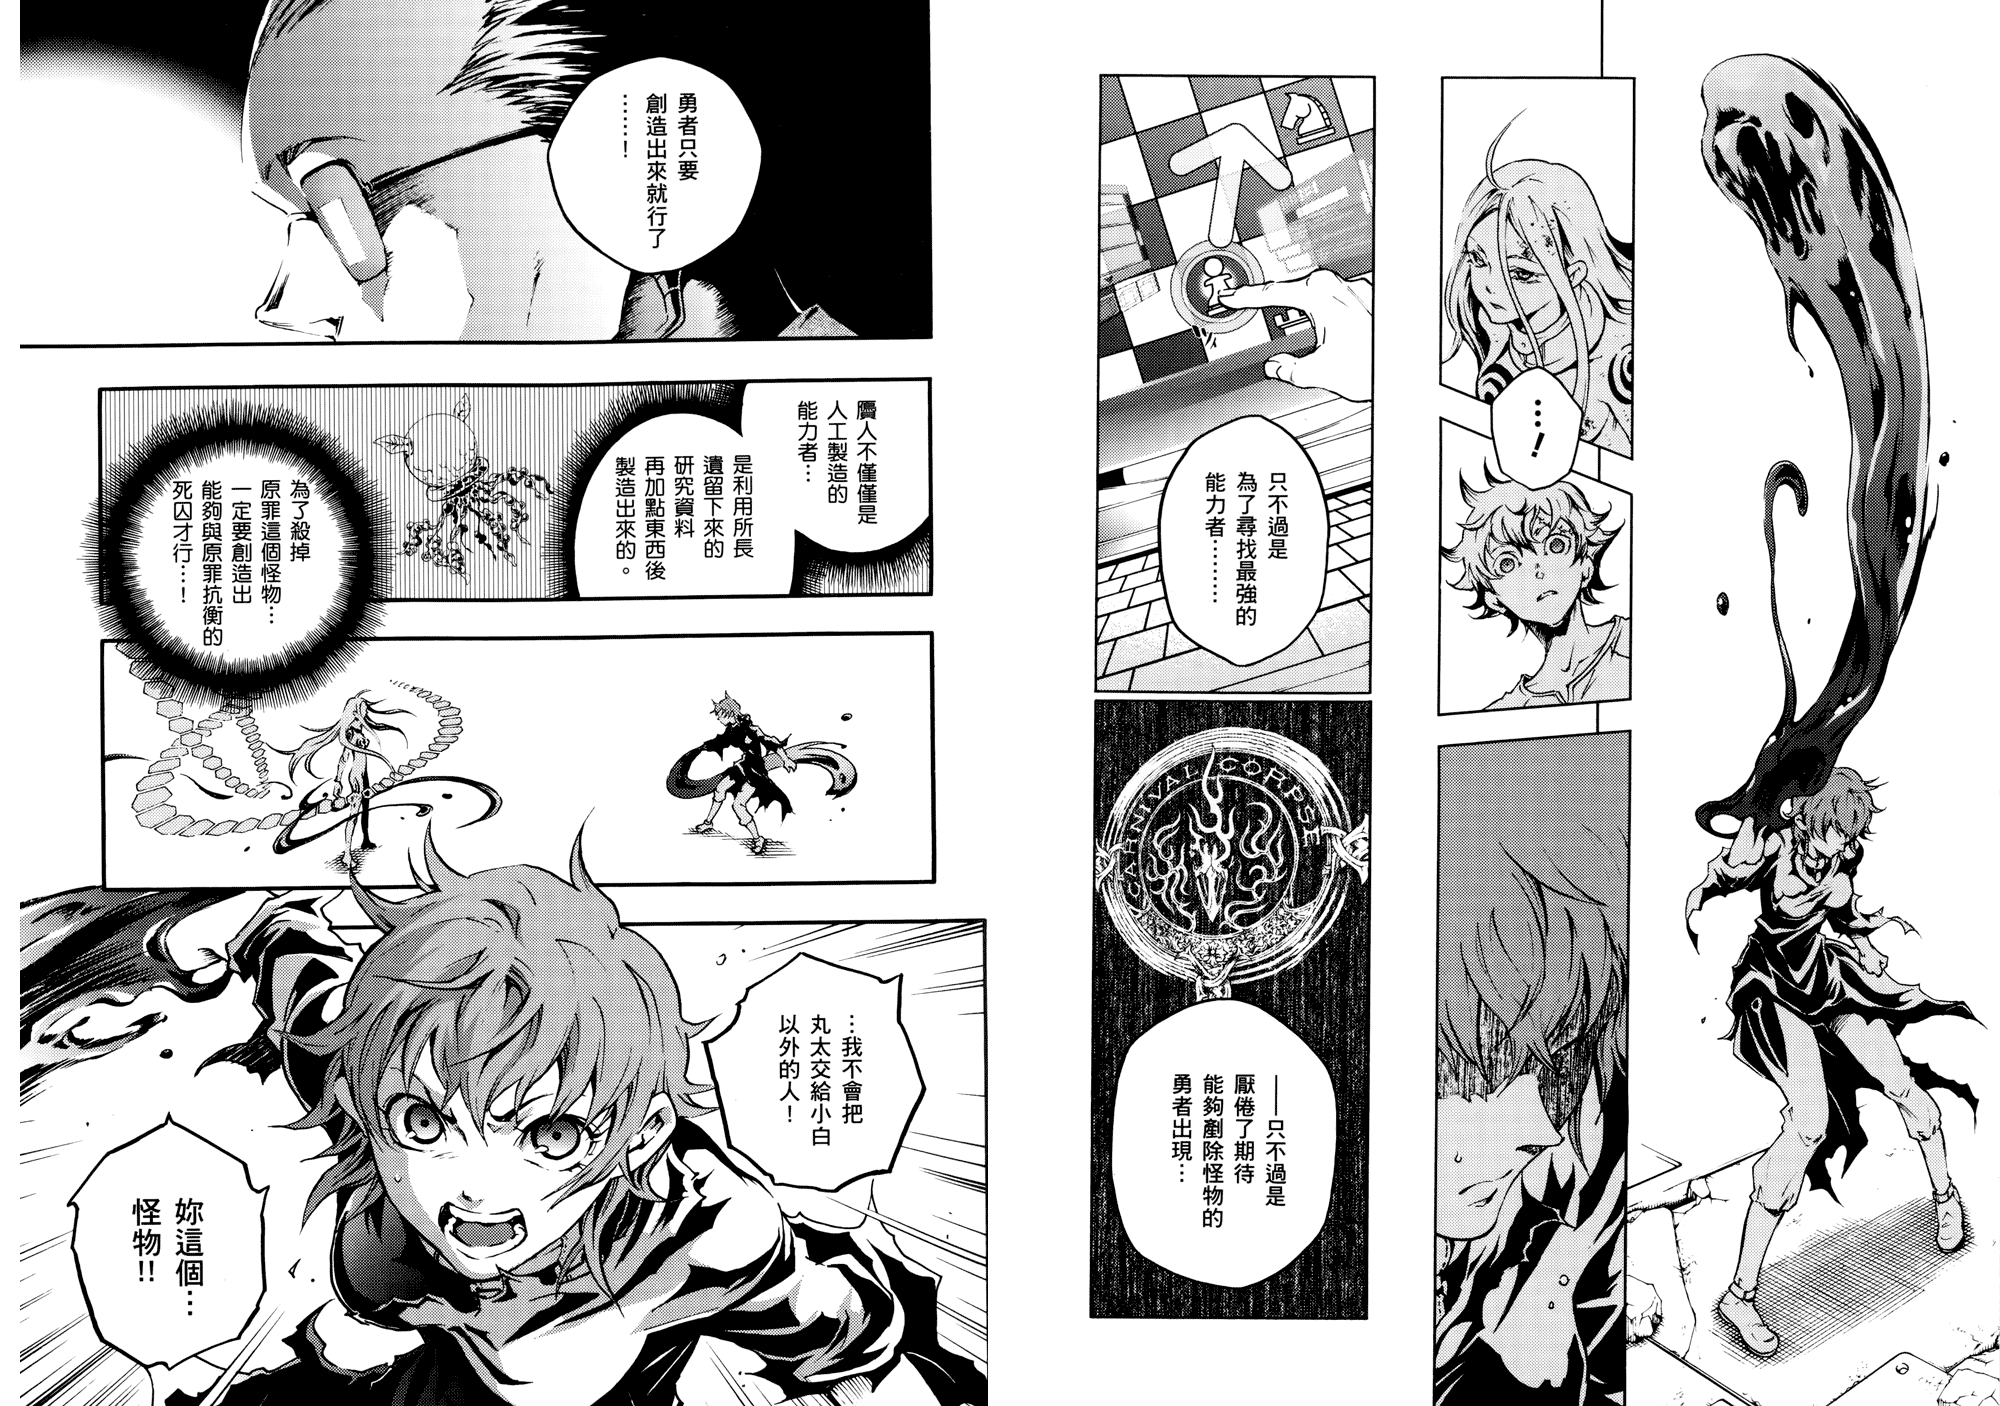 …！
只不過是
為了尋找最強的
能力者………
CARNIVAL CORPSE
——只不過是
厭倦了期待
能夠剷除怪物的
勇者出現…
勇者只要
創造出來就行了
……！
贗人不僅僅是
人工製造的
能力者…
是利用所長
遺留下來的
研究資料
再加點東西後
製造出來的。
為了殺掉
原罪這個怪物…
一定要創造出
能夠與原罪抗衡的
死囚才行…！
…我不會把
丸太交給小白
以外的人！
妳這個…
怪物!!